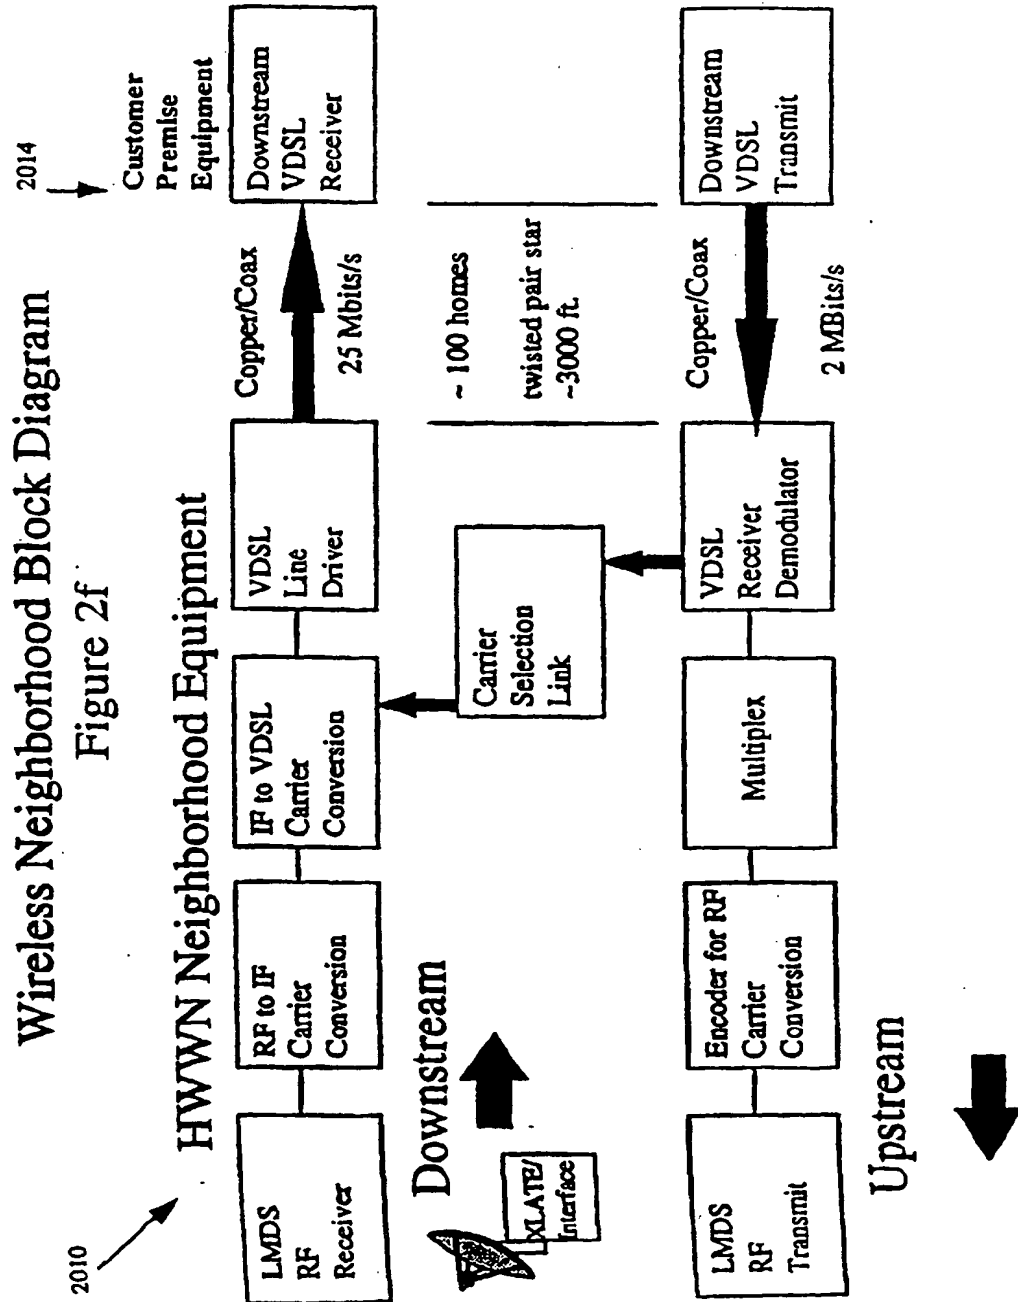 Wireless Neighborhood Block Diagram
Figure 2f
2010
HWWN Neighborhood Equipment
2014
Customer
Premise
Equipment
LMDS
RF
Receiver
RF to IF
Carrier
Conversion
IF to VDSL
Carrier
Conversion
VDSL
Line
Driver
Copper/Coax
25 Mbits/s
Downstream
VDSL
Receiver
Downstream
XLATE/
Interface
Carrier
Selection
Link
~ 100 homes
twisted pair star
~3000 ft.
LMDS
RF
Transmit
Encoder for RF
Carrier
Conversion
Multiplex
VDSL
Receiver
Demodulator
Copper/Coax
2 MBits/s
Downstream
VDSL
Transmit
Upstream